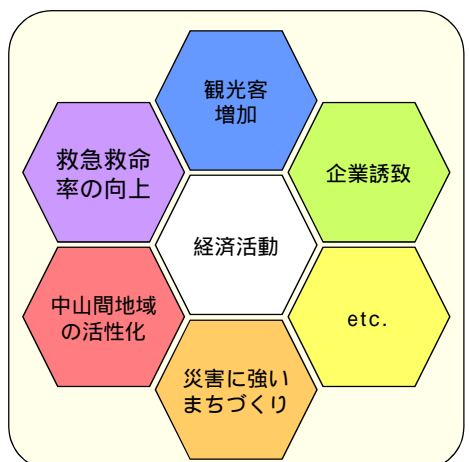 観光客
増加
救急救命
率の向上
企業誘致
経済活動
中山間地域
の活性化
etc.
災害に強い
まちづくり